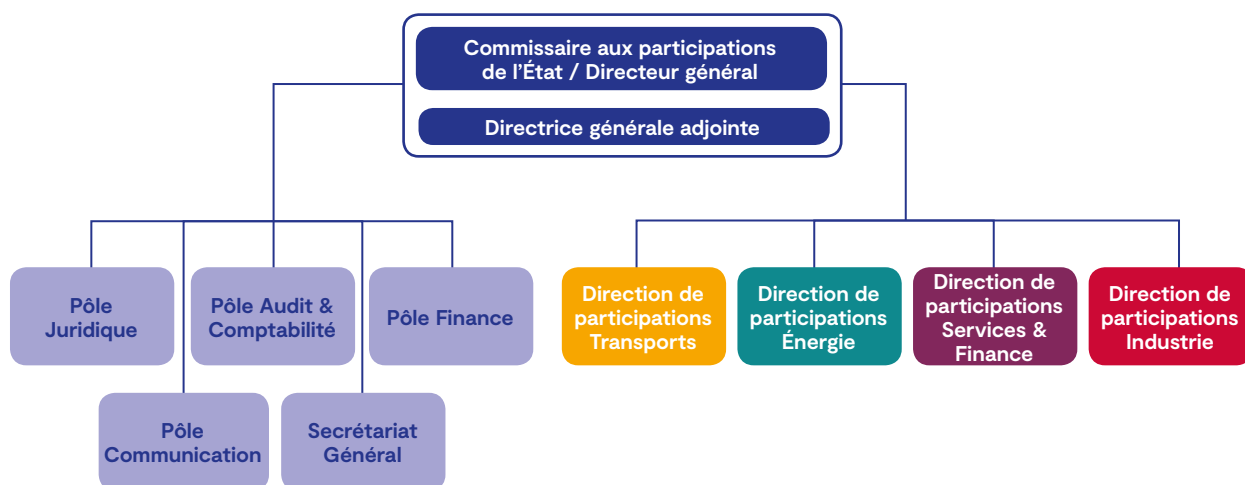 Commissaire aux participations
de l’État / Directeur général
Directrice générale adjointe
Pôle
Juridique
Pôle Audit &
Comptabilité
Pôle Finance
Direction de
participations
Transports
Direction de
participations
Énergie
Direction de
participations
Services &
Finance
Direction de
participations
Industrie
Pôle
Communication
Secrétariat
Général